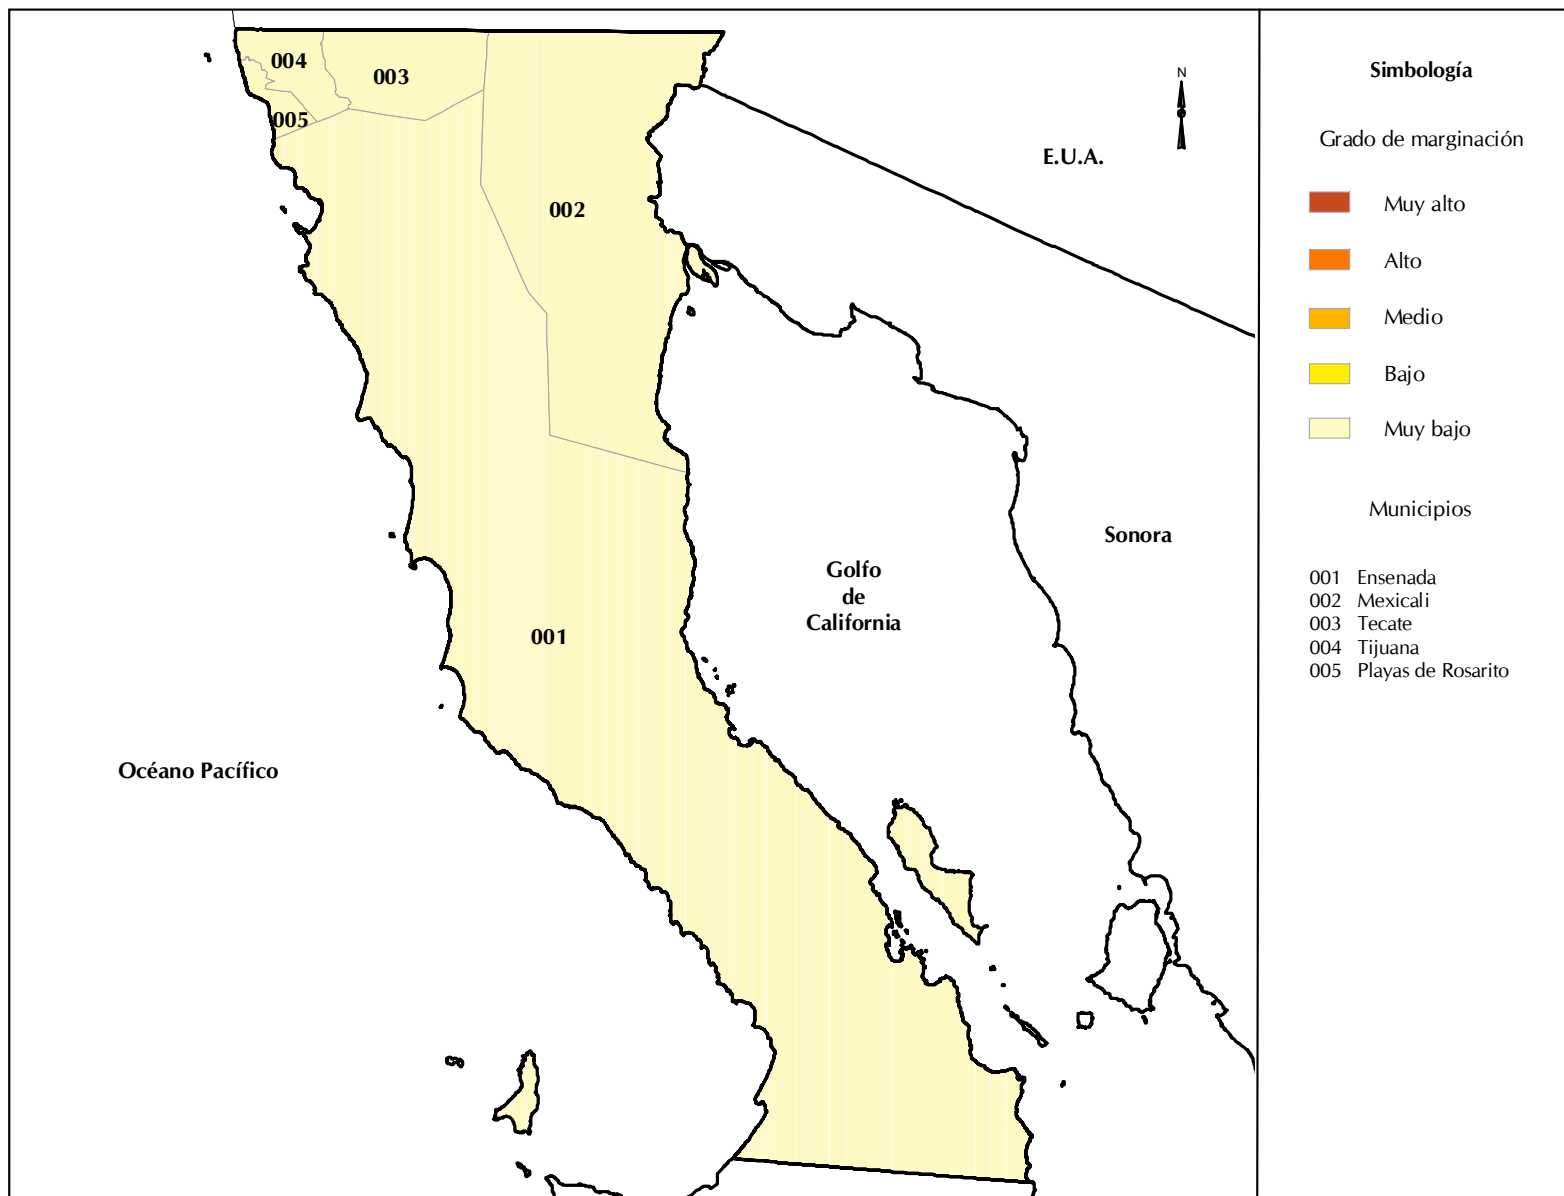 004
003
005
002
001
N
E.U.A.
Sonora
Golfo
de
California
Océano Pacífico
Simbología
Grado de marginación
Muy alto
Alto
Medio
Bajo
Muy bajo
Municipios
001 Ensenada
002 Mexicali
003 Tecate
004 Tijuana
005 Playas de Rosarito